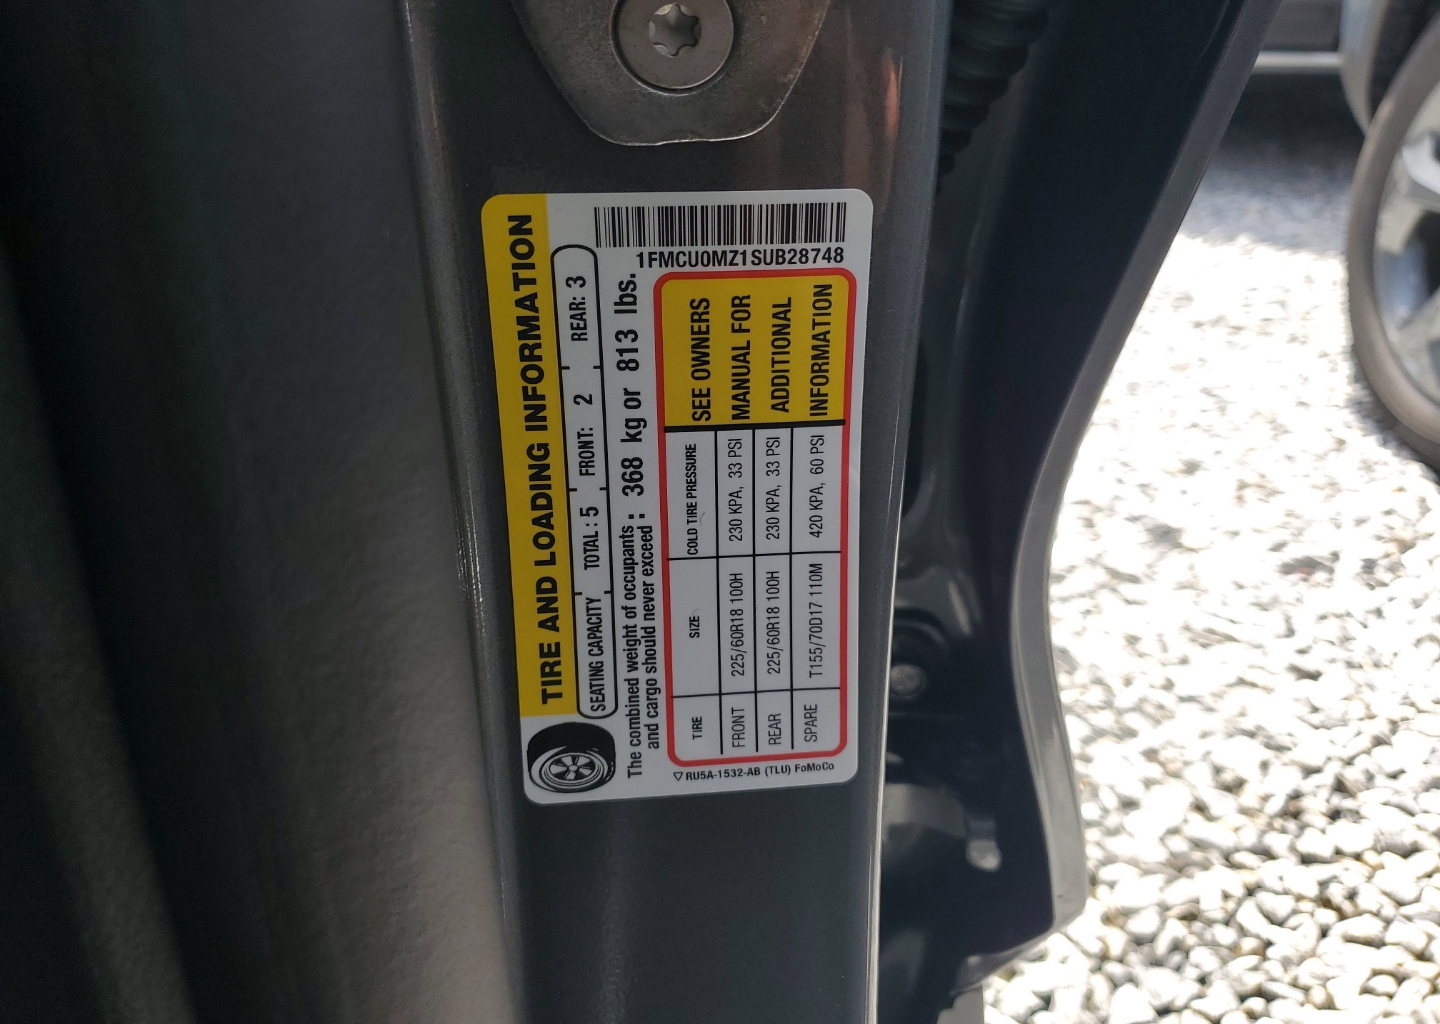 TIRE AND LOADING INFORMATION
SEATING CAPACITY TOTAL : 5 FRONT: 2 REAR: 3
The combined weight of occupants : 368 kg or 813 lbs.
and cargo should never exceed :
1FMCU0MZ1SUB28748
TIRE SIZE COLD TIRE PRESSURE
FRONT 225/60R18 100H 230 KPA, 33 PSI
REAR 225/60R18 100H 230 KPA, 33 PSI
SPARE T155/70D17 110M 420 KPA, 60 PSI
SEE OWNERS
MANUAL FOR
ADDITIONAL
INFORMATION
RU5A-1532-AB (TLU) FoMoCo